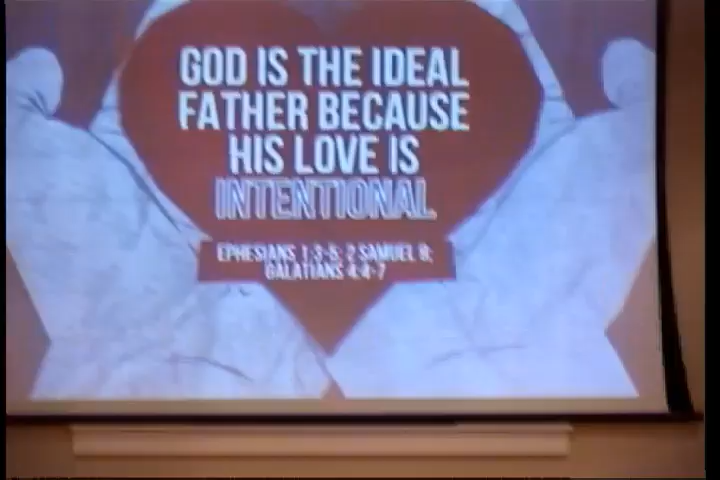 GOD IS THE IDEAL
FATHER BECAUSE
HIS LOVE IS
INTENTIONAL
EPHESIANS 1:3-5; 2 SAMUEL 9;
GALATIANS 4:4-7